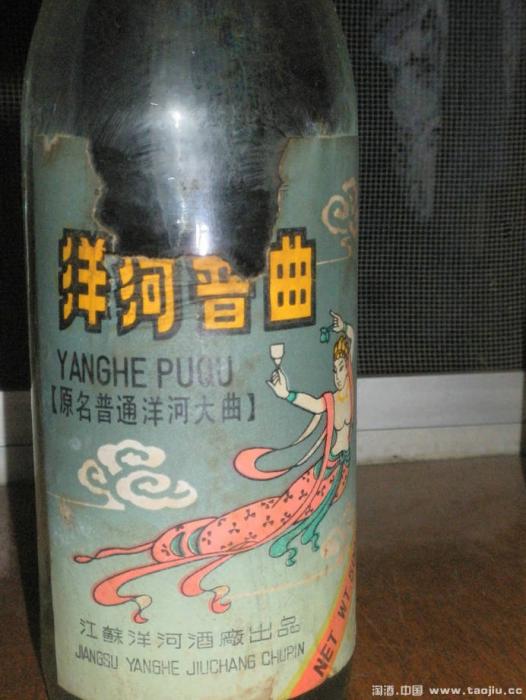 洋河普曲
YANGHE PUQU
【原名普通洋河大曲】
江蘇洋河酒廠出品
JIANGSU YANGHE JIUCHANG CHUPIN
NET WT.
淘酒.中国 www.taojiu.cc